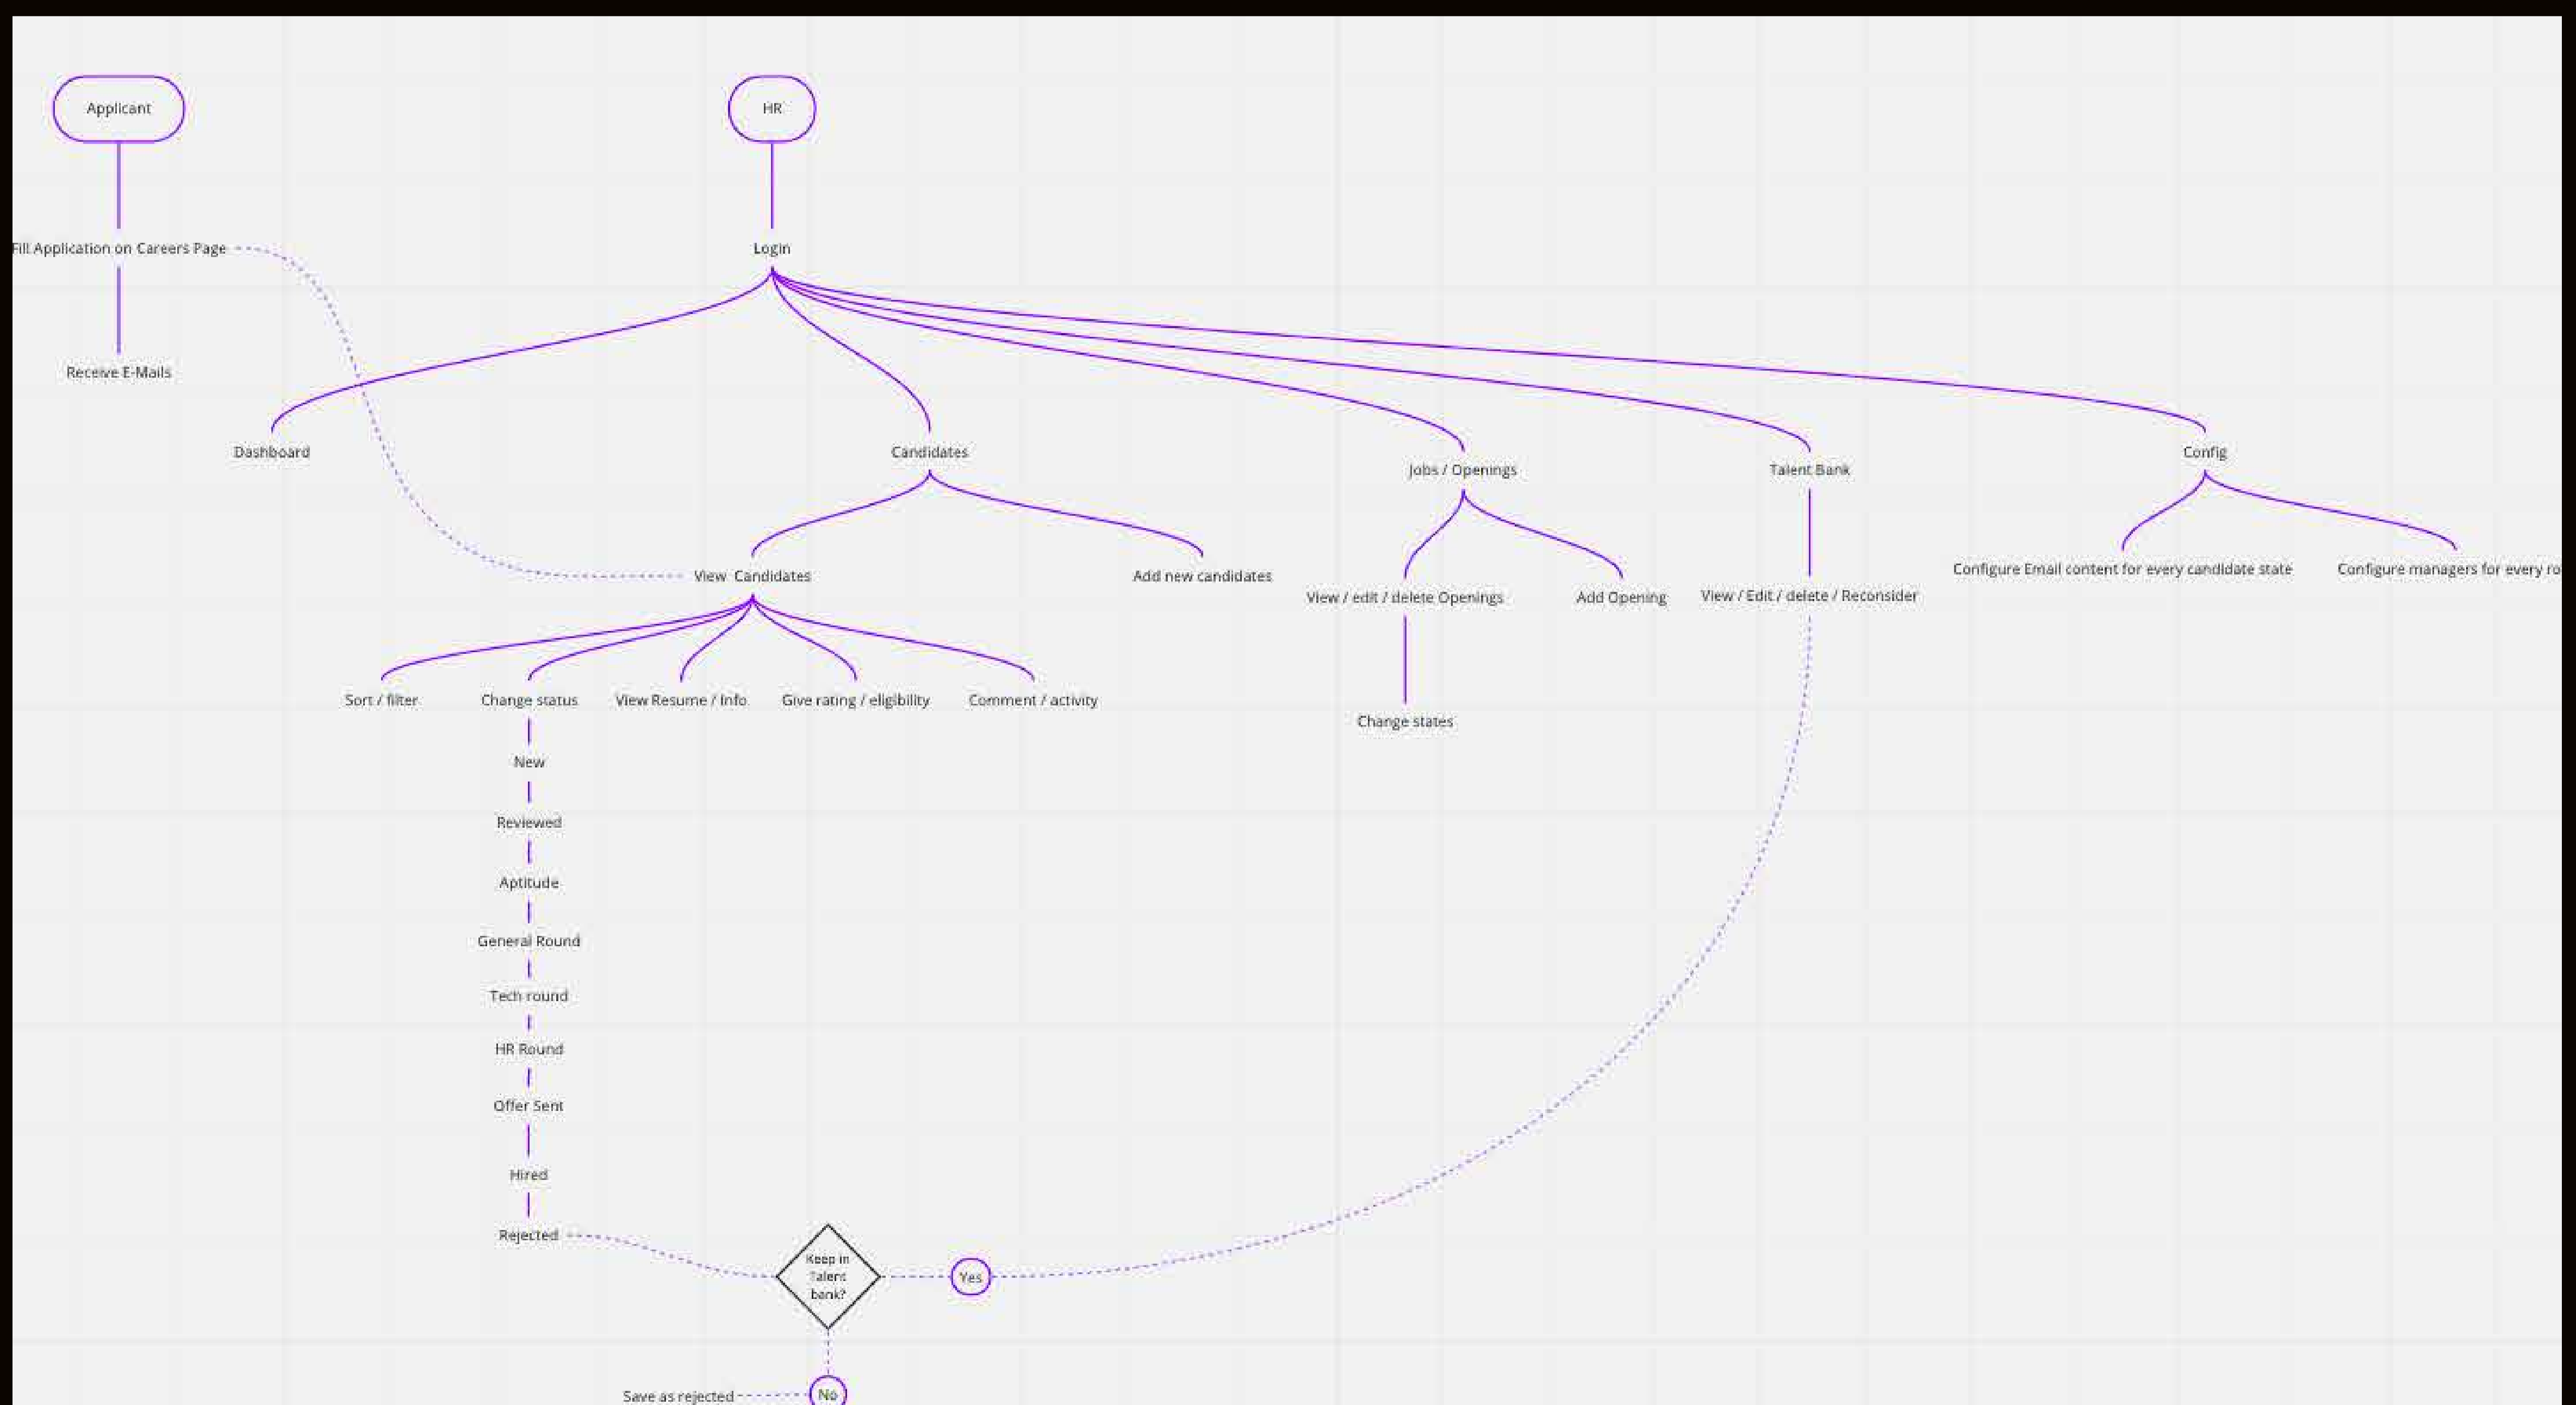 Applicant
HR
Fill Application on Careers Page
Login
Receive E-Mails
Dashboard
Candidates
Jobs / Openings
Talent Bank
Config
View Candidates
Add new candidates
View / edit / delete Openings
Add Opening
View / Edit / delete / Reconsider
Configure Email content for every candidate state
Configure managers for every ro
Sort / filter
Change status
View Resume / Info
Give rating / eligibility
Comment / activity
Change states
New
Reviewed
Aptitude
General Round
Tech round
HR Round
Offer Sent
Hired
Rejected
Keep in
Talent
bank?
Yes
Save as rejected
No